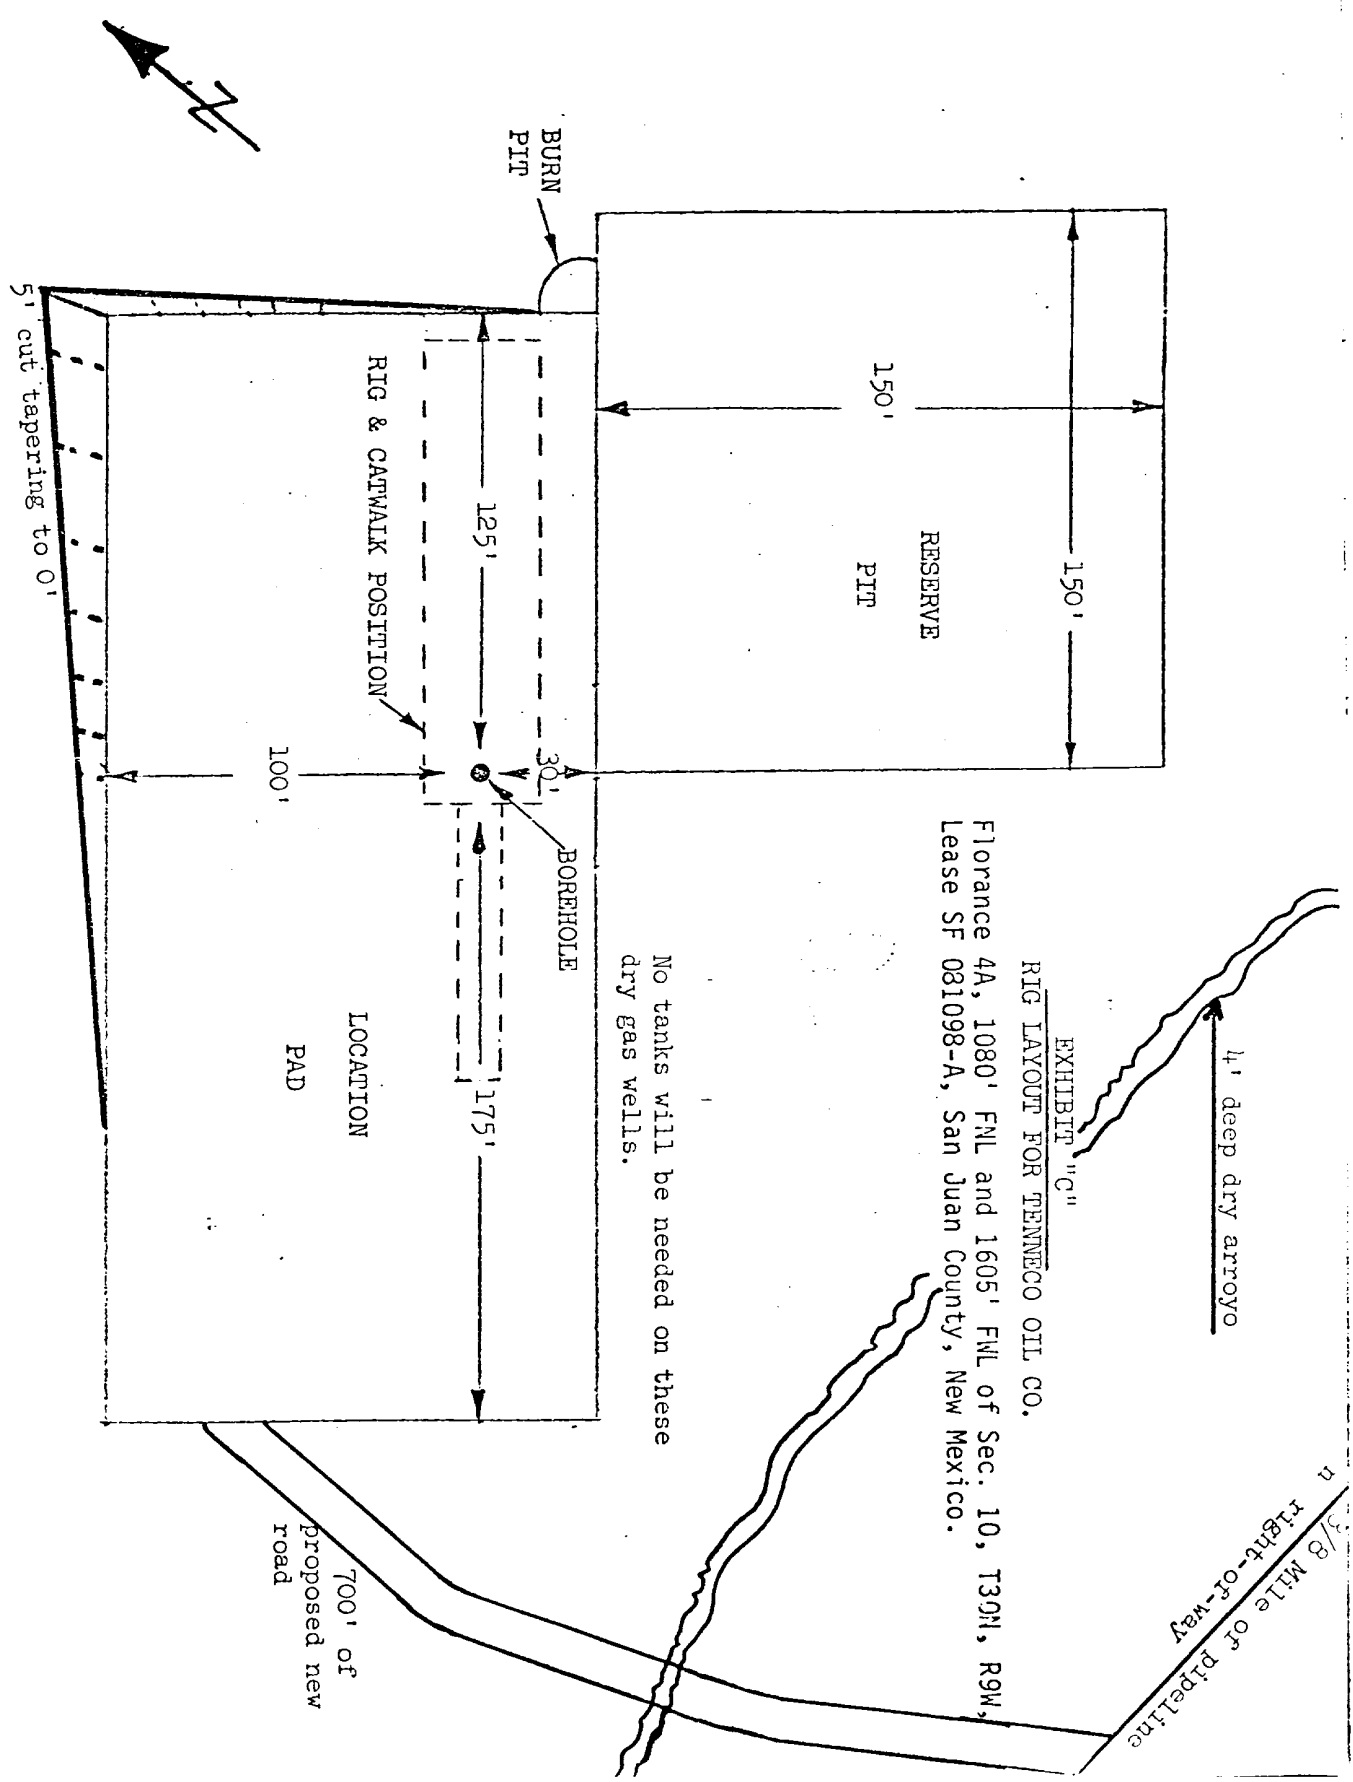 EXHIBIT "C"
RIG LAYOUT FOR TENNECO OIL CO.
Florance 4A, 1080' FNL and 1605' FWL of Sec. 10, T30N, R9W,
Lease SF 081098-A, San Juan County, New Mexico.
4' deep dry arroyo
3/8 Mile of pipeline
right-of-way
n
150'
150'
RESERVE
PIT
BURN
PIT
N
No tanks will be needed on these
dry gas wells.
30'
BOREHOLE
125'
175'
RIG & CATWALK POSITION
100'
LOCATION
PAD
700' of
proposed new
road
5' cut tapering to 0'